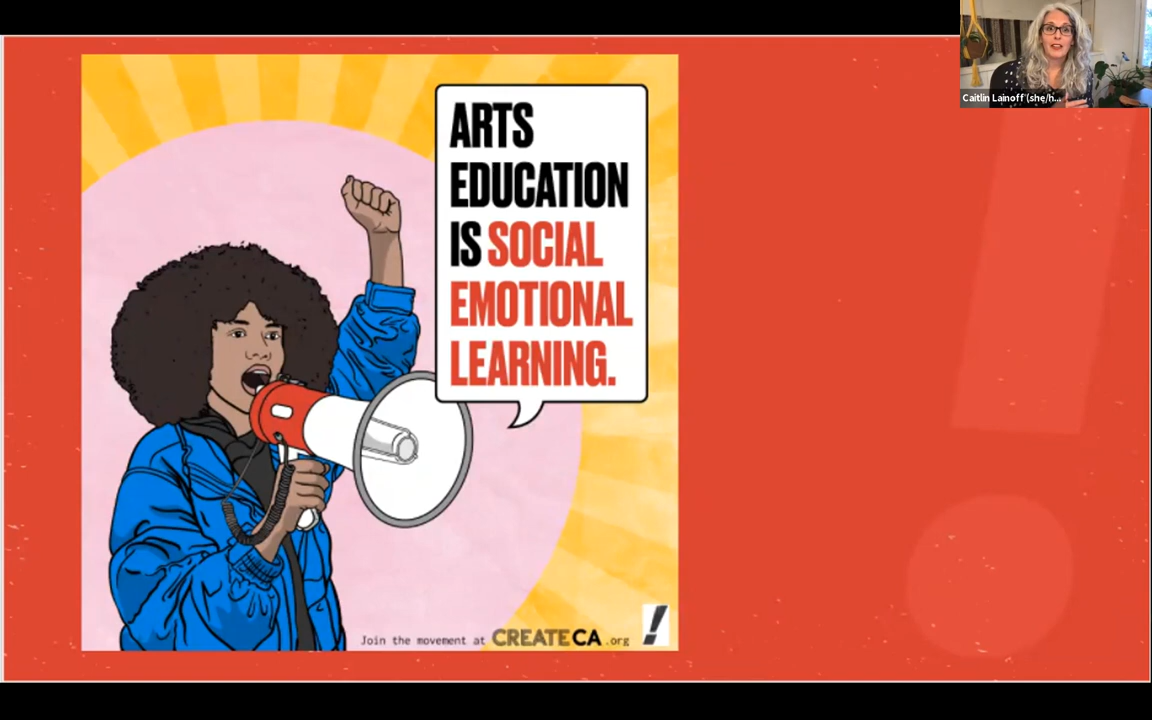 Caitlin Lainoff (she/h...
ARTS
EDUCATION
IS SOCIAL
EMOTIONAL
LEARNING.
Join the movement at CREATECA.org